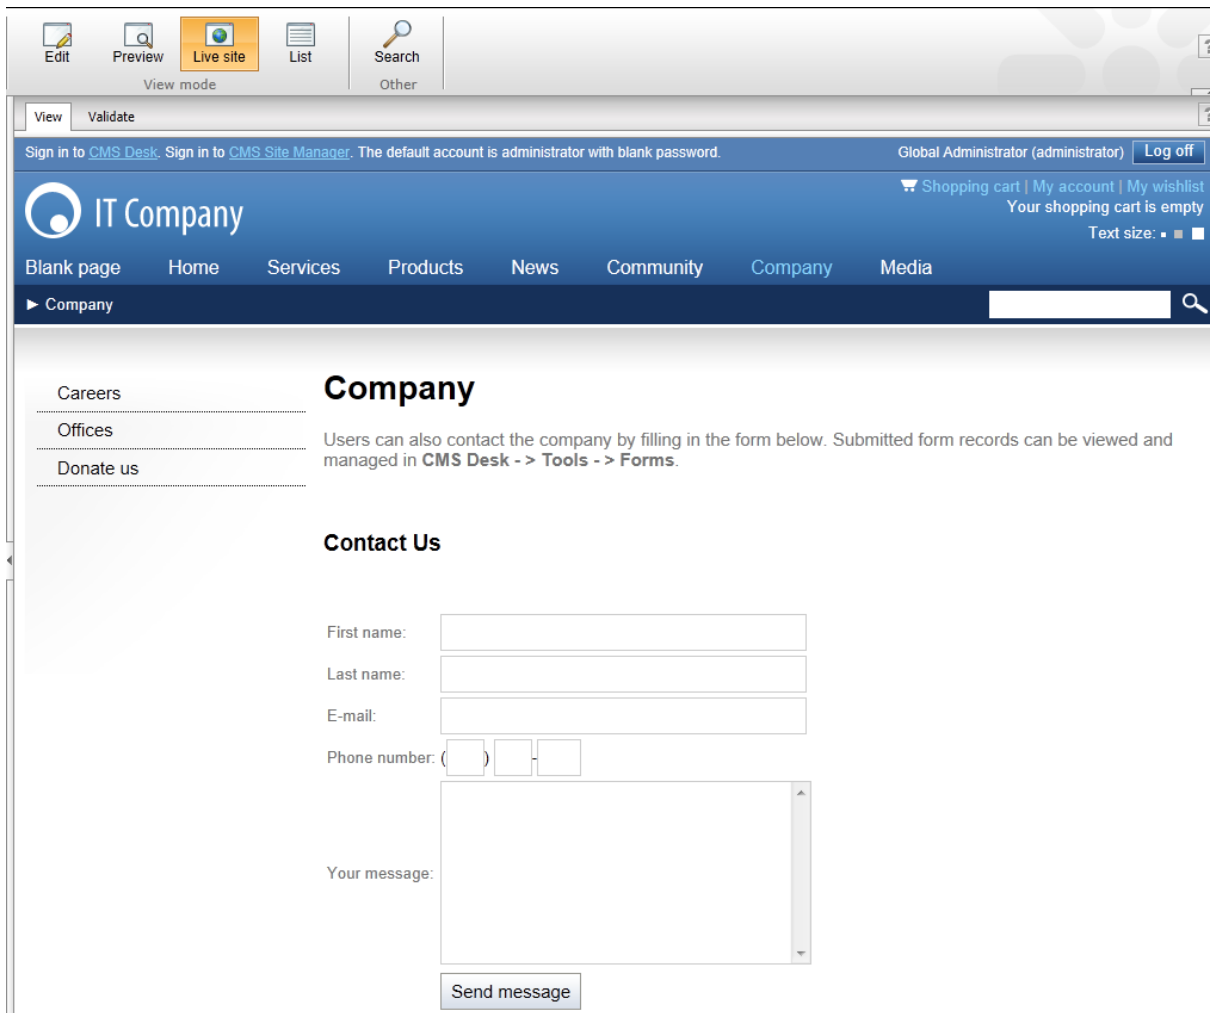 Edit Preview Live site List Search
View mode Other
View Validate
Sign in to CMS Desk. Sign in to CMS Site Manager. The default account is administrator with blank password. Global Administrator (administrator) Log off
Shopping cart | My account | My wishlist
IT Company
Your shopping cart is empty
Text size:
Blank page Home Services Products News Community Company Media
► Company
Careers
Offices
Donate us
Company
Users can also contact the company by filling in the form below. Submitted form records can be viewed and
managed in CMS Desk - > Tools - > Forms.
Contact Us
First name:
Last name:
E-mail:
Phone number: ( ) -
Your message:
Send message